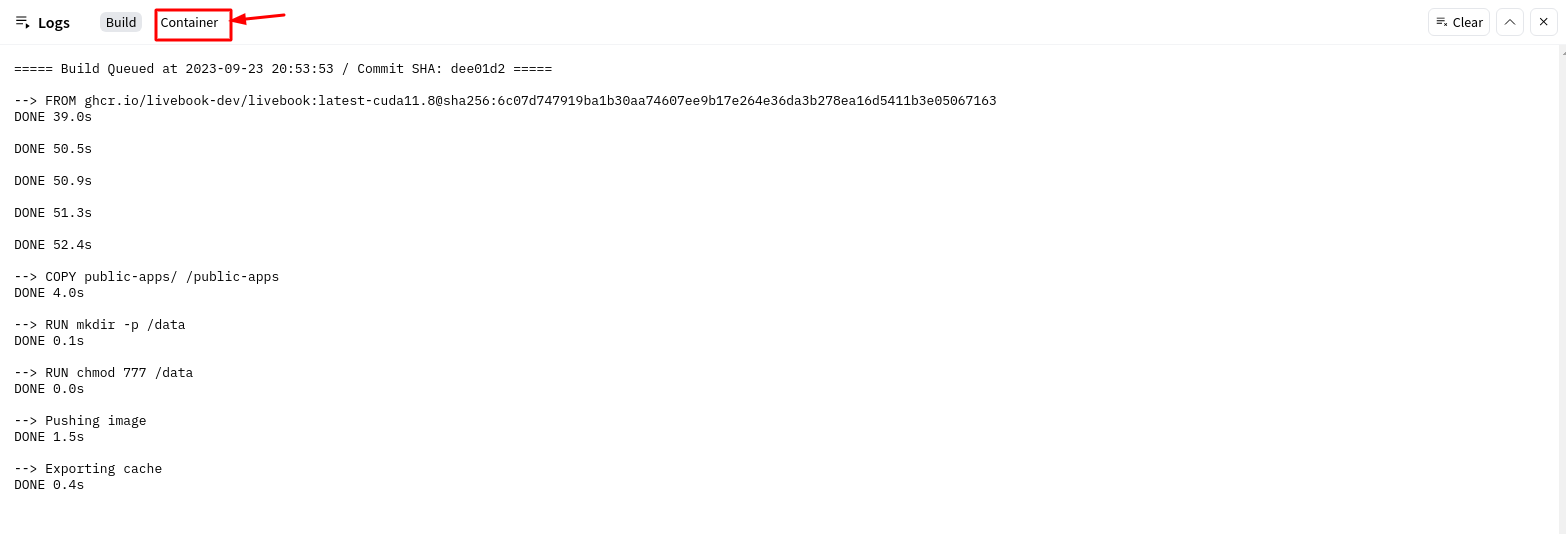 Logs Build Container Clear
===== Build Queued at 2023-09-23 20:53:53 / Commit SHA: dee01d2 =====
--> FROM ghcr.io/livebook-dev/livebook:latest-cuda11.8@sha256:6c07d747919ba1b30aa74607ee9b17e264e36da3b278ea16d5411b3e05067163
DONE 39.0s
DONE 50.5s
DONE 50.9s
DONE 51.3s
DONE 52.4s
--> COPY public-apps/ /public-apps
DONE 4.0s
--> RUN mkdir -p /data
DONE 0.1s
--> RUN chmod 777 /data
DONE 0.0s
--> Pushing image
DONE 1.5s
--> Exporting cache
DONE 0.4s